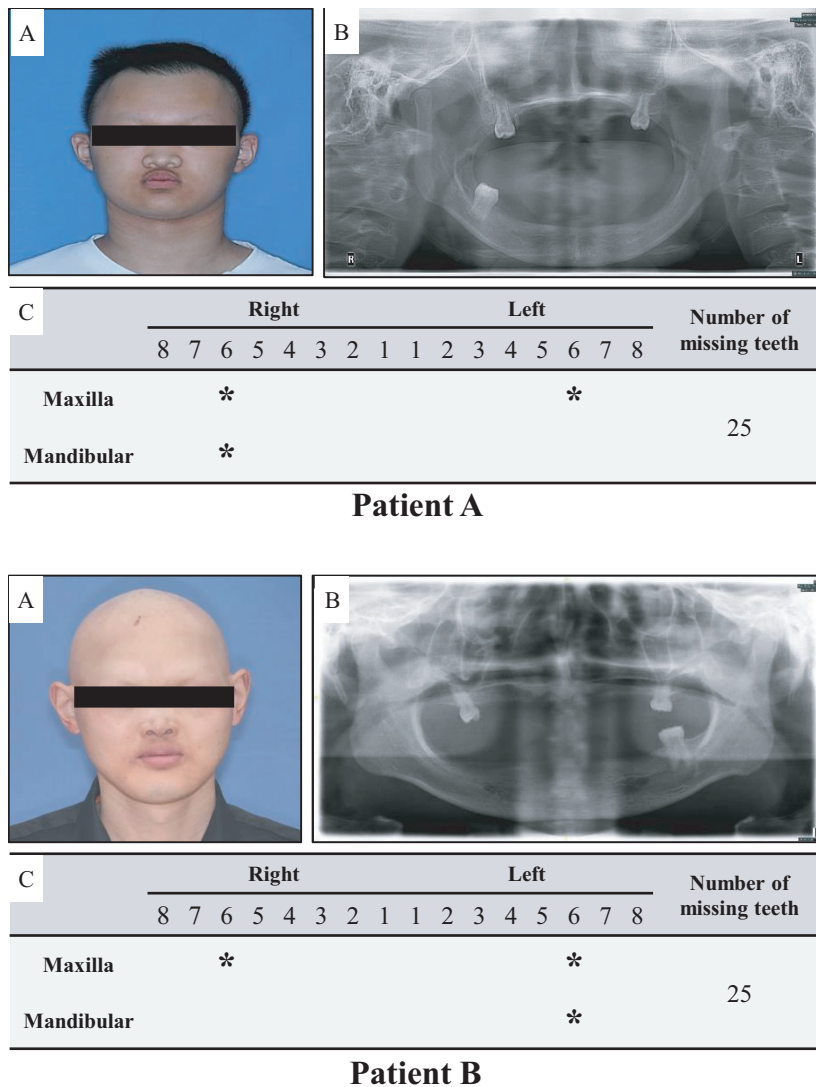 A
B
R
L
C
Right
Left
Number of
missing teeth
8 7 6 5 4 3 2 1 1 2 3 4 5 6 7 8
Maxilla
*
*
25
Mandibular
*
Patient A
A
B
C
Right
Left
Number of
missing teeth
8 7 6 5 4 3 2 1 1 2 3 4 5 6 7 8
Maxilla
*
*
25
Mandibular
*
Patient B